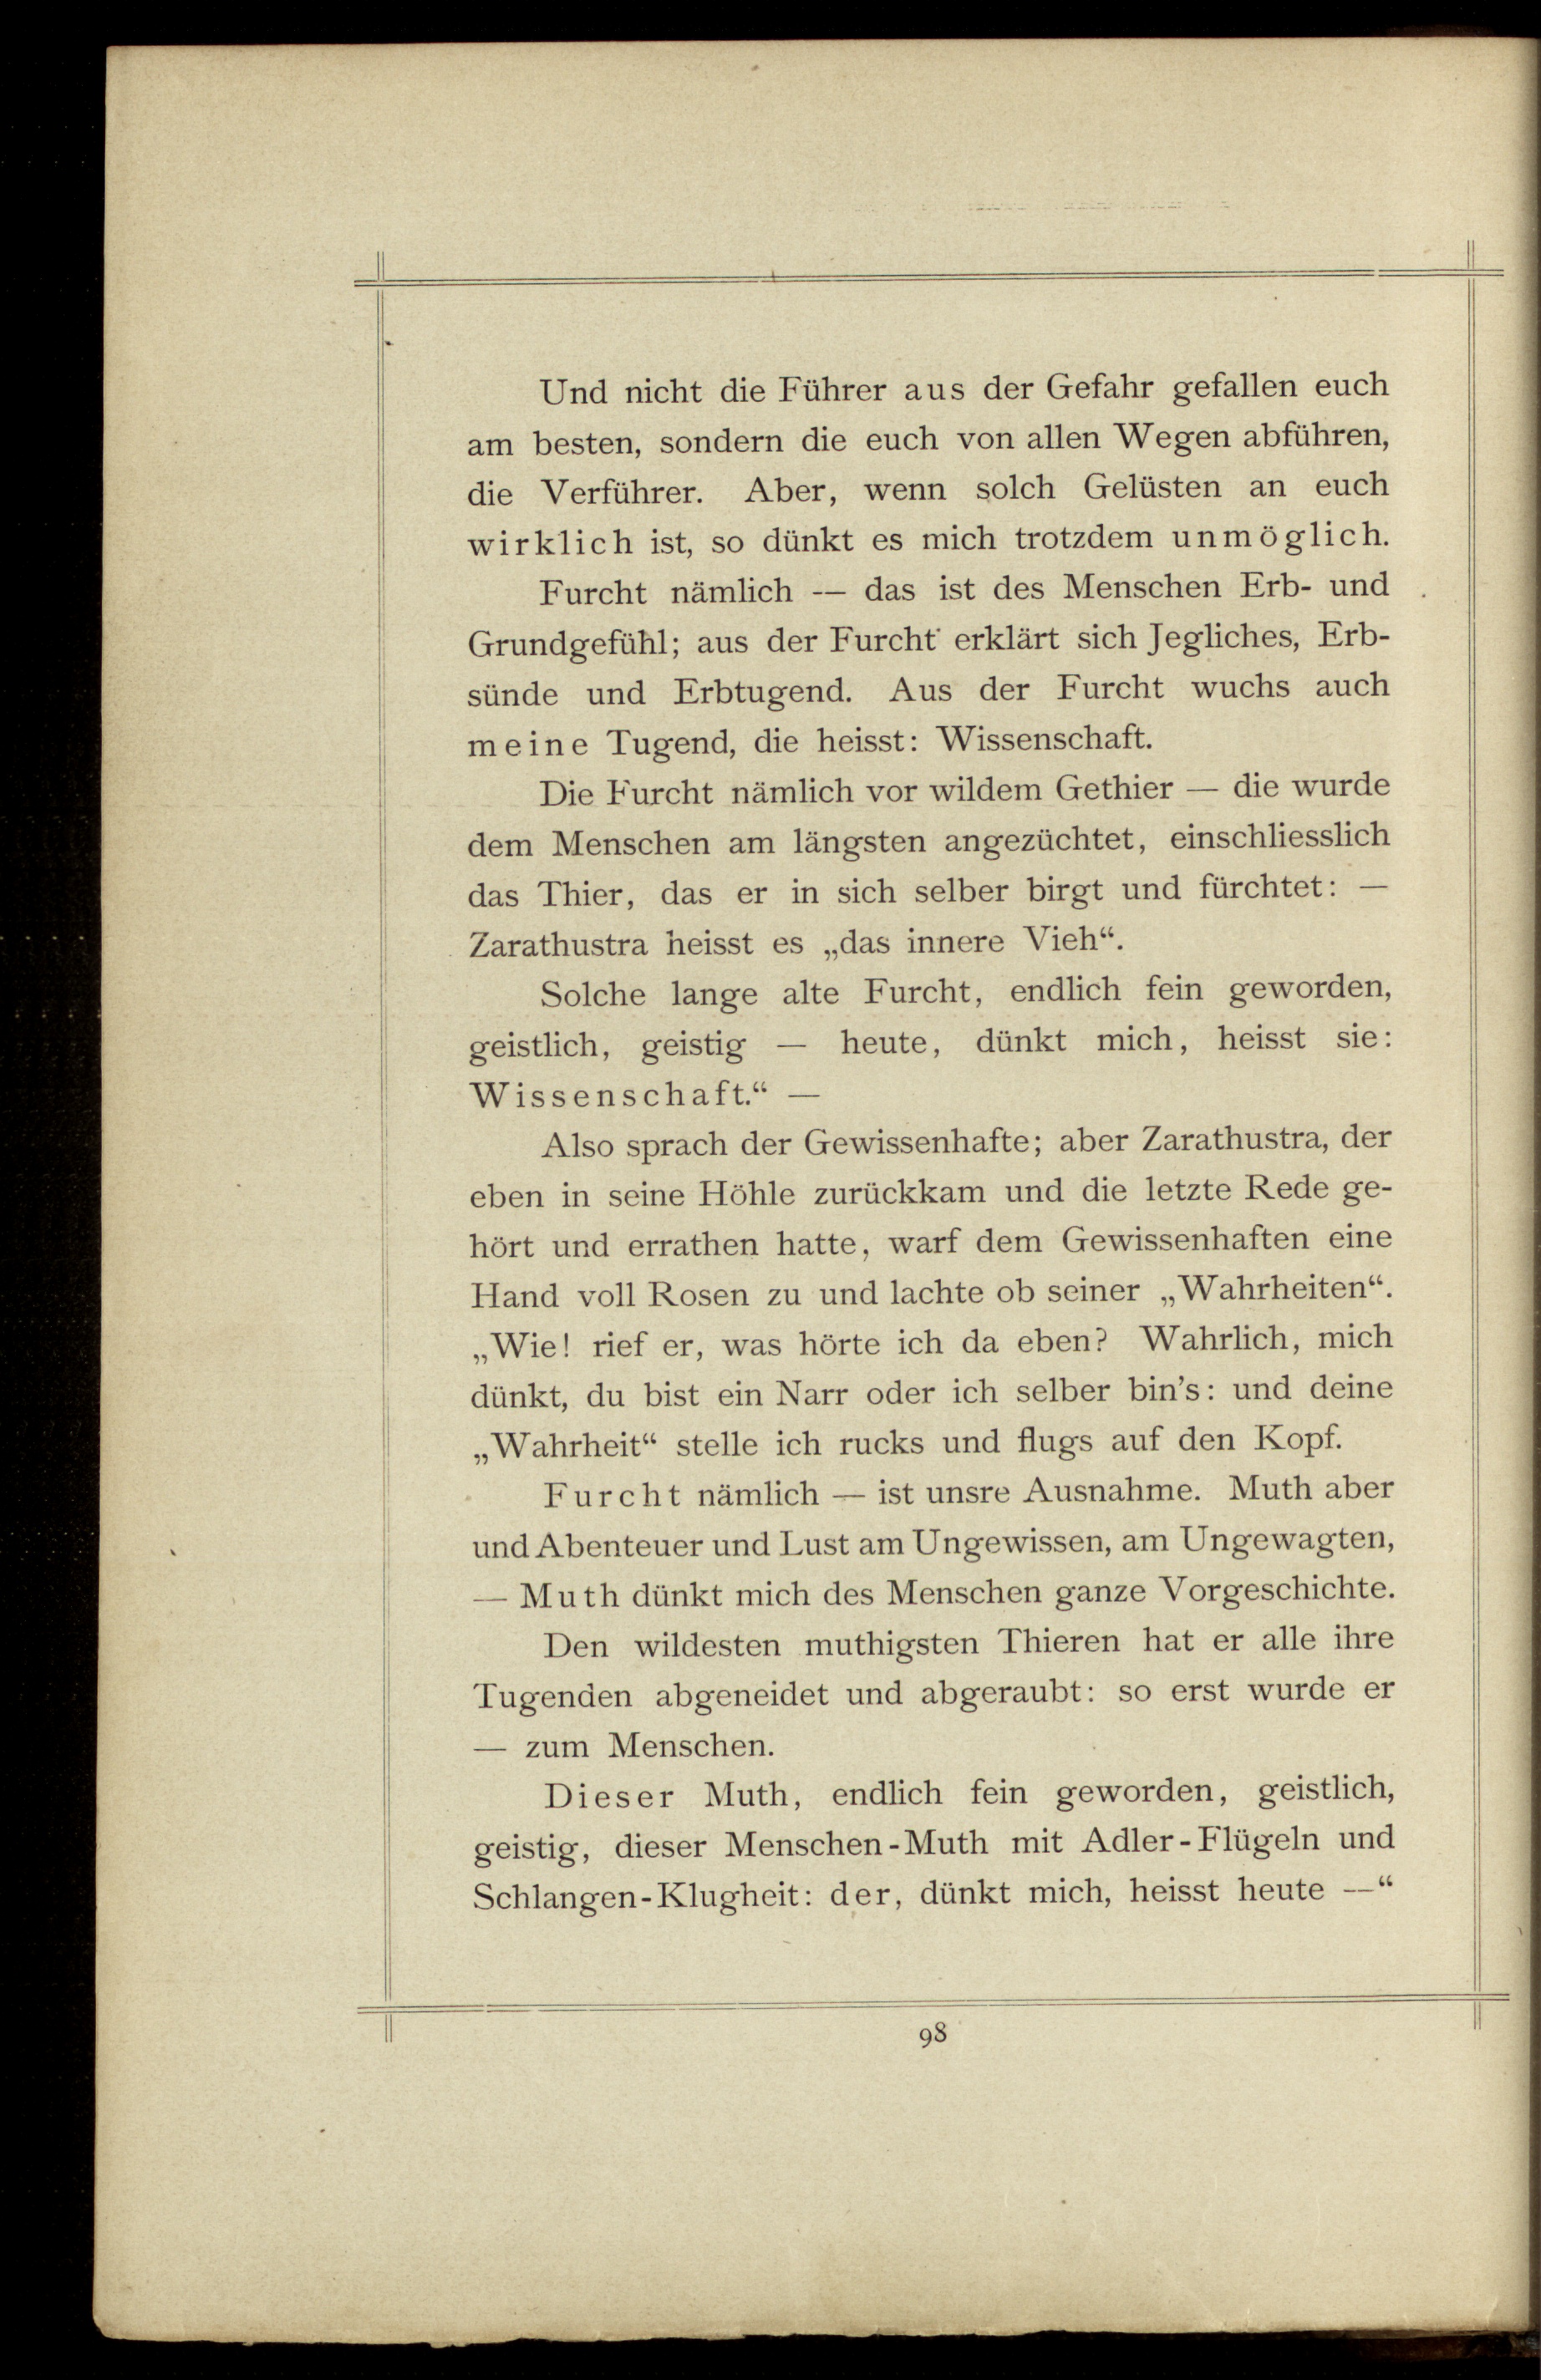 Und nicht die Führer aus der Gefahr gefallen euch
am besten, sondern die euch von allen Wegen abführen,
die Verführer. Aber, wenn solch Gelüsten an euch
wirklich ist, so dünkt es mich trotzdem unmöglich.
Furcht nämlich — das ist des Menschen Erb- und
Grundgefühl; aus der Furcht erklärt sich Jegliches, Erb-
sünde und Erbtugend. Aus der Furcht wuchs auch
meine Tugend, die heisst: Wissenschaft.
Die Furcht nämlich vor wildem Gethier — die wurde
dem Menschen am längsten angezüchtet, einschliesslich
das Thier, das er in sich selber birgt und fürchtet: —
Zarathustra heisst es „das innere Vieh“.
Solche lange alte Furcht, endlich fein geworden,
geistlich, geistig — heute, dünkt mich, heisst sie:
Wissenschaft.“ —
Also sprach der Gewissenhafte; aber Zarathustra, der
eben in seine Höhle zurückkam und die letzte Rede ge-
hört und errathen hatte, warf dem Gewissenhaften eine
Hand voll Rosen zu und lachte ob seiner „Wahrheiten“.
„Wie! rief er, was hörte ich da eben? Wahrlich, mich
dünkt, du bist ein Narr oder ich selber bin’s: und deine
„Wahrheit“ stelle ich rucks und flugs auf den Kopf.
Furcht nämlich — ist unsre Ausnahme. Muth aber
und Abenteuer und Lust am Ungewissen, am Ungewagten,
— Muth dünkt mich des Menschen ganze Vorgeschichte.
Den wildesten muthigsten Thieren hat er alle ihre
Tugenden abgeneidet und abgeraubt: so erst wurde er
— zum Menschen.
Dieser Muth, endlich fein geworden, geistlich,
geistig, dieser Menschen-Muth mit Adler-Flügeln und
Schlangen-Klugheit: der, dünkt mich, heisst heute —“
98